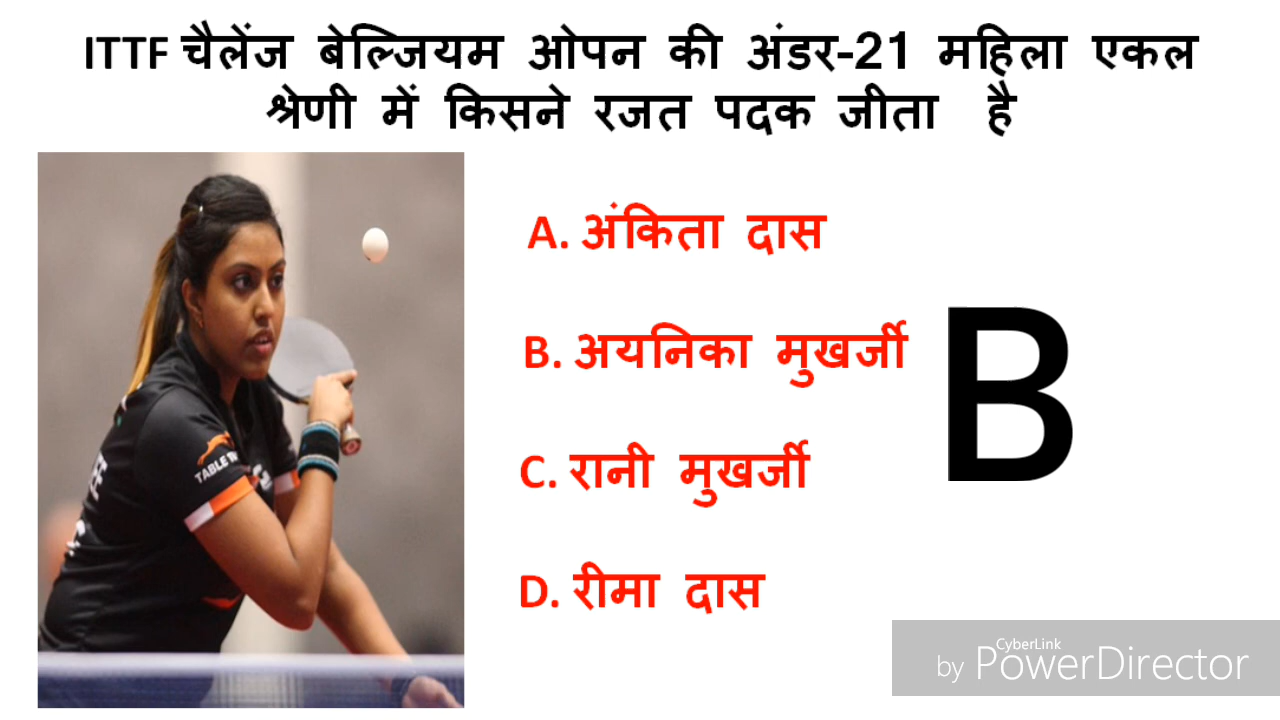 ITTF चैलेंज बेल्जियम ओपन की अंडर-21 महिला एकल
श्रेणी में किसने रजत पदक जीता है
A. अंकिता दास
B. अयनिका मुखर्जी
B
C. रानी मुखर्जी
D. रीमा दास
CyberLink
by PowerDirector